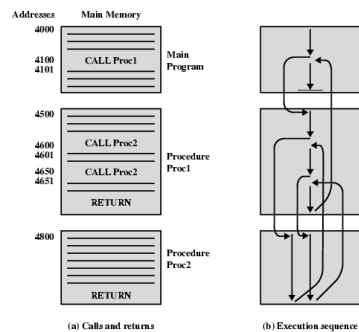 Addresses Main Memory
4000
4100 CALL Proc1
4101
Main
Program
4500
4600 CALL Proc2
4601
4650 CALL Proc2
4651
RETURN
Procedure
Proc1
4800
RETURN
Procedure
Proc2
(a) Calls and returns
(b) Execution sequence